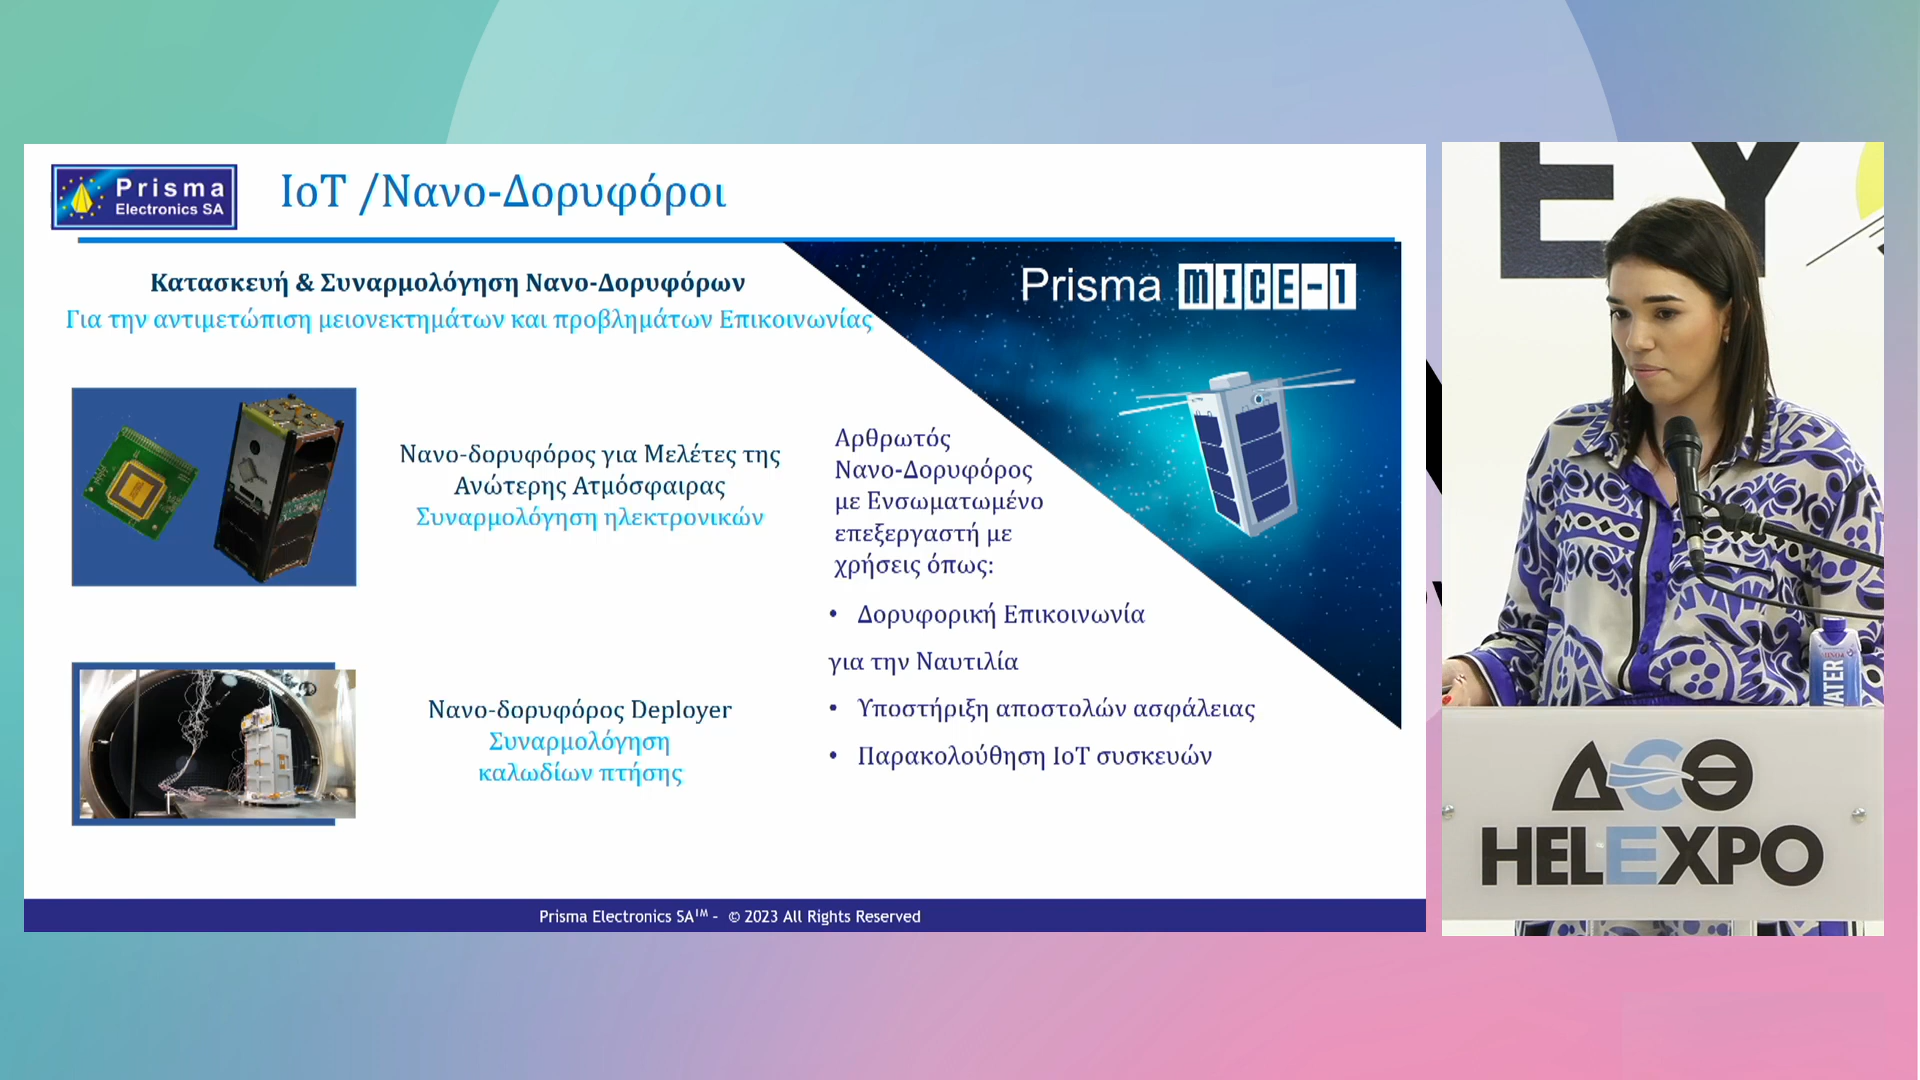 Prisma
Electronics SA
ΙοΤ /Νανο-Δορυφόροι
Κατασκευή & Συναρμολόγηση Νανο-Δορυφόρων
Για την αντιμετώπιση μειονεκτημάτων και προβλημάτων Επικοινωνίας
Prisma MICE-1
Νανο-δορυφόρος για Μελέτες της
Ανώτερης Ατμόσφαιρας
Συναρμολόγηση ηλεκτρονικών
Νανο-δορυφόρος Deployer
Συναρμολόγηση
καλωδίων πτήσης
Αρθρωτός
Νανο-Δορυφόρος
με Ενσωματωμένο
επεξεργαστή με
χρήσεις όπως:
• Δορυφορική Επικοινωνία
για την Ναυτιλία
• Υποστήριξη αποστολών ασφάλειας
• Παρακολούθηση ΙοΤ συσκευών
Prisma Electronics SA™ - © 2023 All Rights Reserved
EY
WATER
ΔΕΘ
HELEXPO